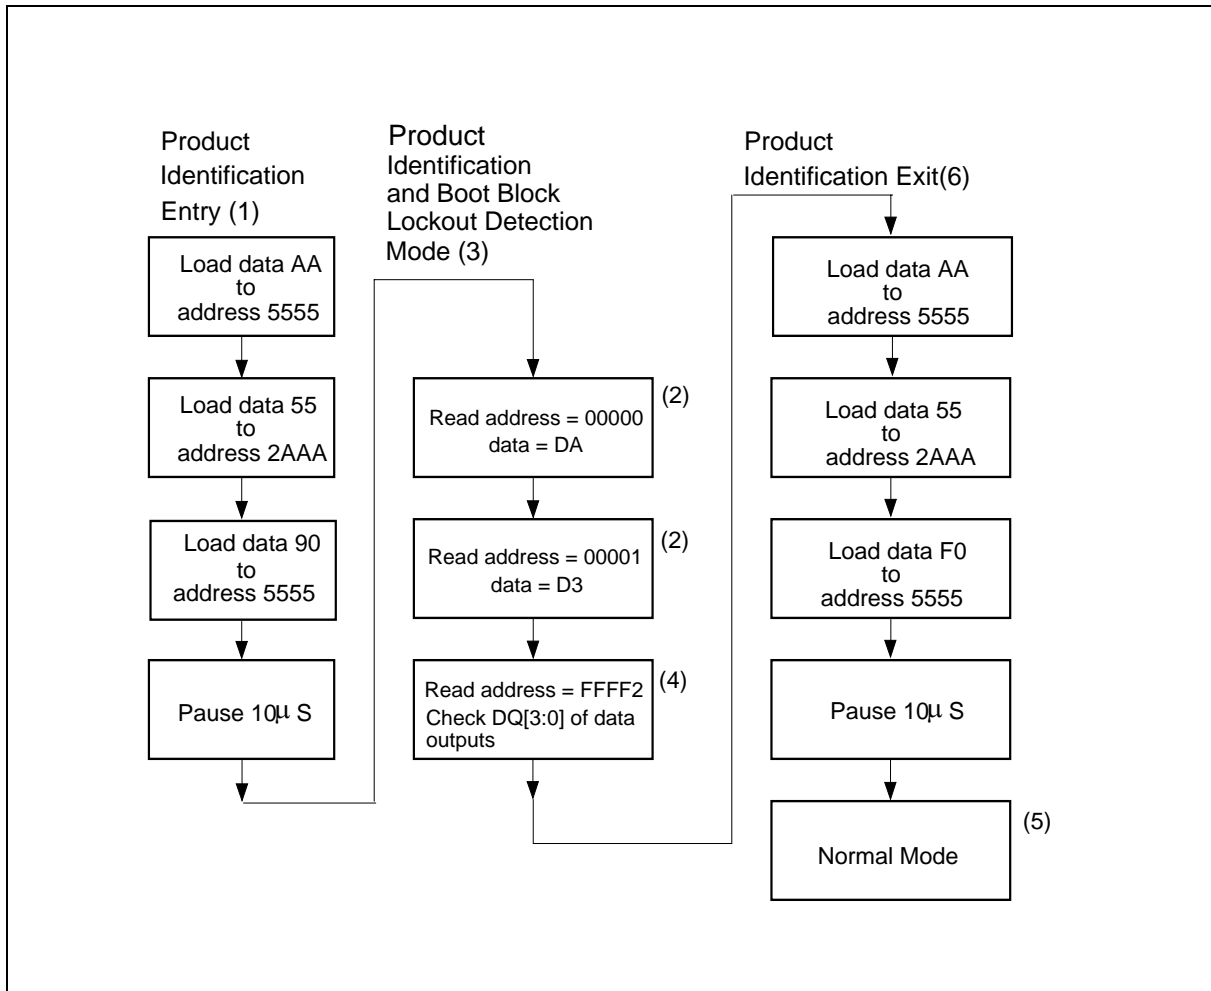 Product
Identification
Entry (1)
Load data AA
to
address 5555
Load data 55
to
address 2AAA
Load data 90
to
address 5555
Pause 10μ S
Product
Identification
and Boot Block
Lockout Detection
Mode (3)
(2)
Read address = 00000
data = DA
(2)
Read address = 00001
data = D3
(4)
Read address = FFFF2
Check DQ[3:0] of data
outputs
Product
Identification Exit(6)
Load data AA
to
address 5555
Load data 55
to
address 2AAA
Load data F0
to
address 5555
Pause 10μ S
(5)
Normal Mode